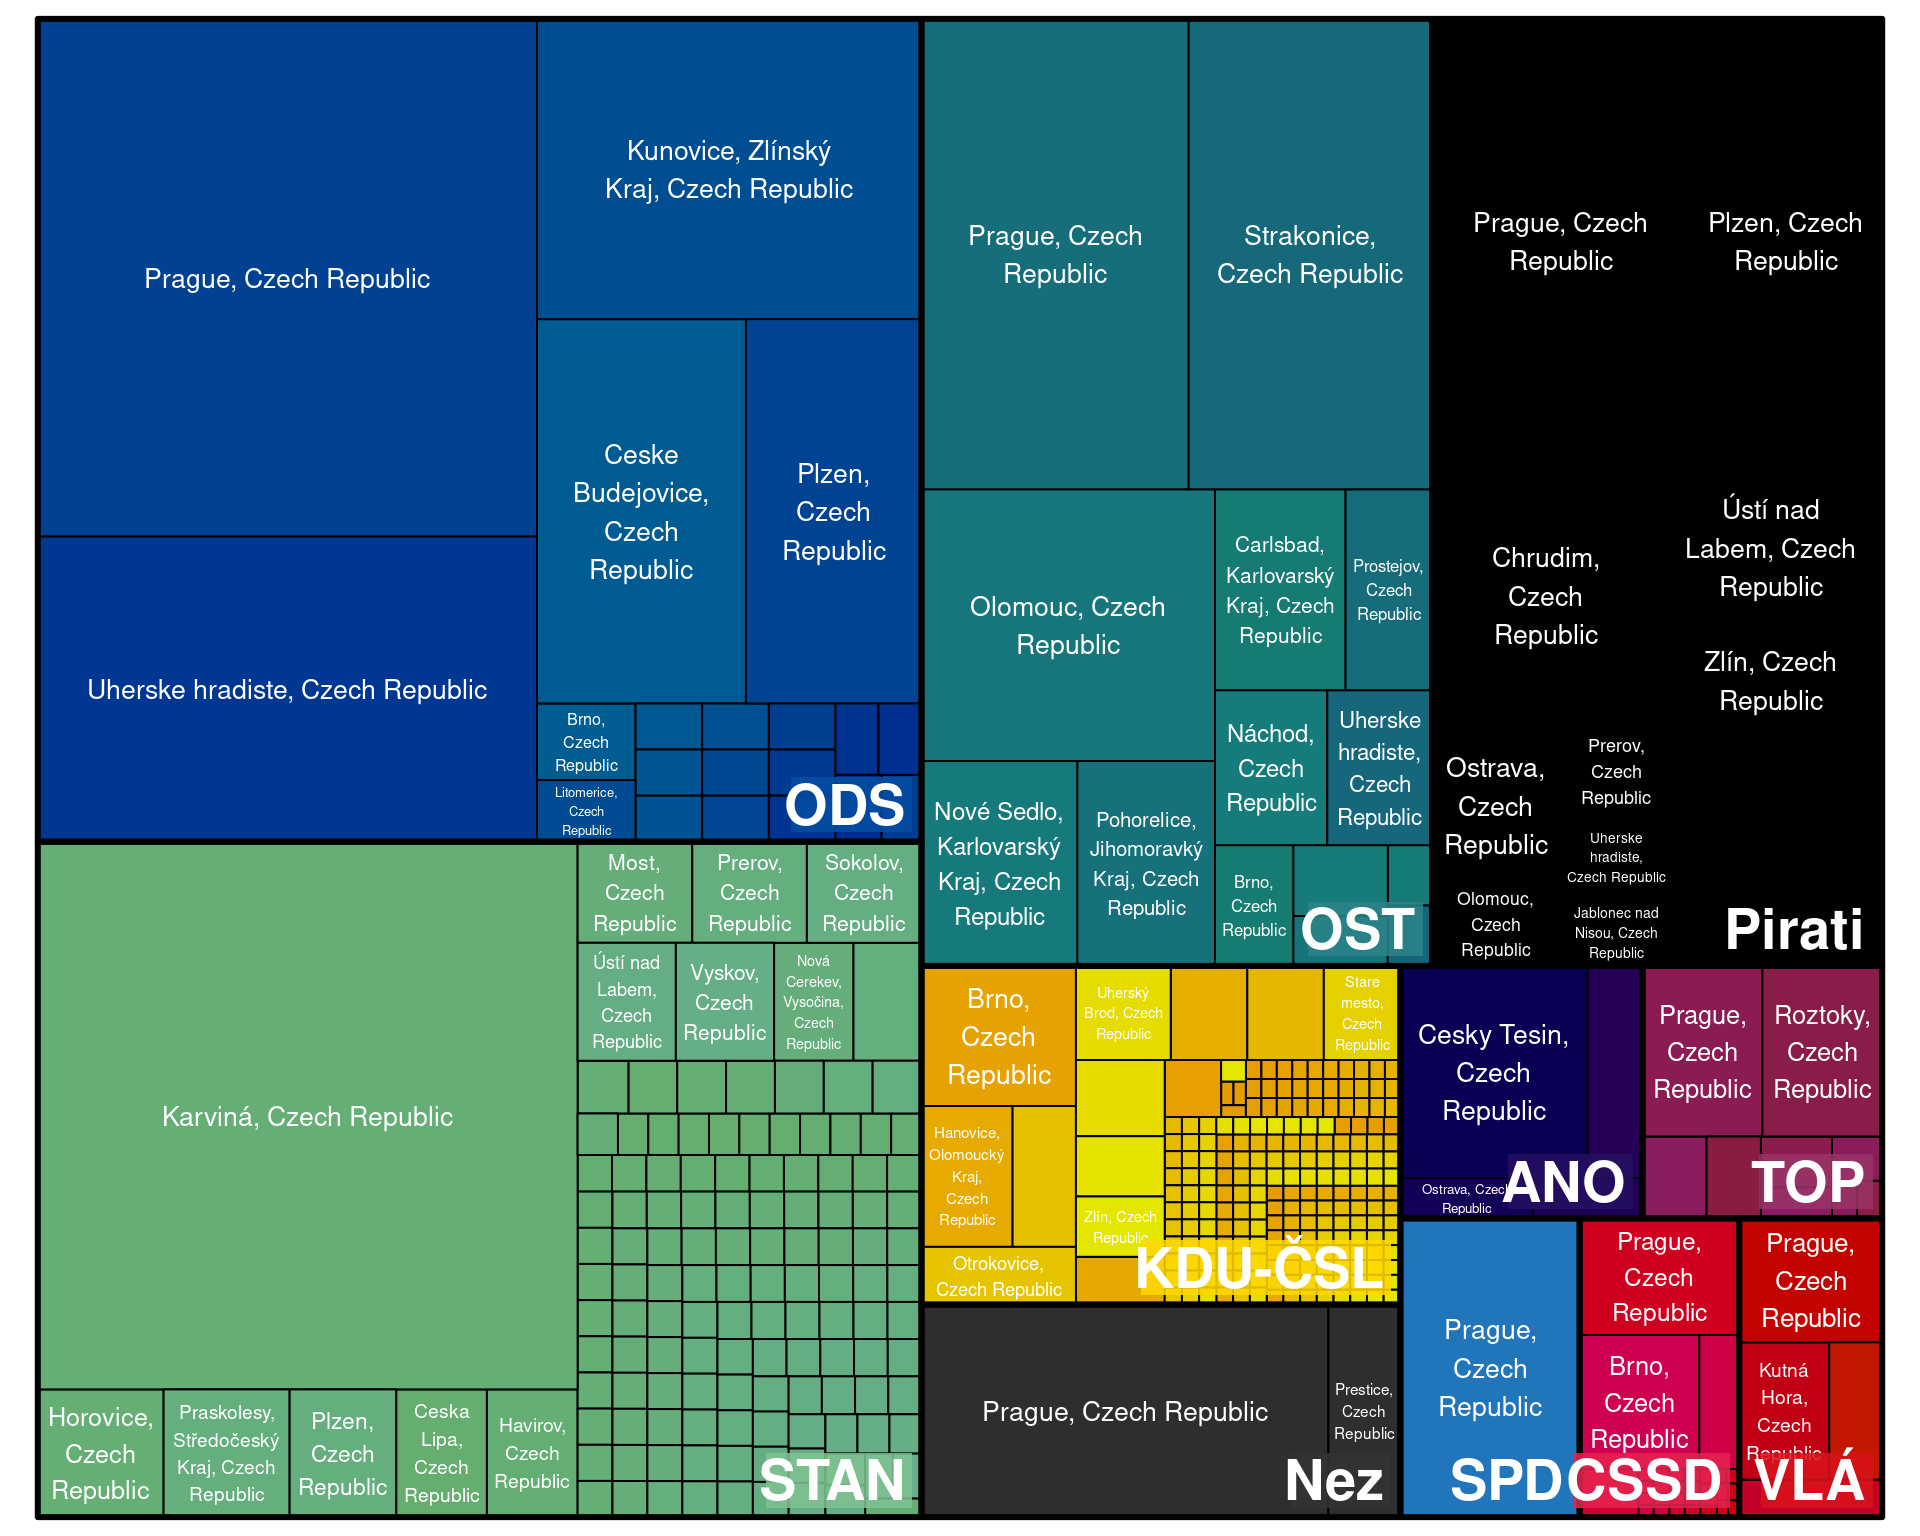 Prague, Czech Republic
Kunovice, Zlínský
Kraj, Czech Republic
Ceske
Budejovice,
Czech
Republic
Plzen,
Czech
Republic
Uherske hradiste, Czech Republic
Brno,
Czech
Republic
Litomerice,
Czech
Republic
ODS
Prague, Czech
Republic
Strakonice,
Czech Republic
Olomouc, Czech
Republic
Carlsbad,
Karlovarský
Kraj, Czech
Republic
Prostejov,
Czech
Republic
Náchod,
Czech
Republic
Uherske
hradiste,
Czech
Republic
Nové Sedlo,
Karlovarský
Kraj, Czech
Republic
Pohorelice,
Jihomoravký
Kraj, Czech
Republic
Brno,
Czech
Republic
OST
Prague, Czech
Republic
Plzen, Czech
Republic
Chrudim,
Czech
Republic
Ústí nad
Labem, Czech
Republic
Zlín, Czech
Republic
Ostrava,
Czech
Republic
Prerov,
Czech
Republic
Uherske
hradiste,
Czech Republic
Olomouc,
Czech
Republic
Jablonec nad
Nisou, Czech
Republic
Pirati
Karviná, Czech Republic
Most,
Czech
Republic
Prerov,
Czech
Republic
Sokolov,
Czech
Republic
Ústí nad
Labem,
Czech
Republic
Vyskov,
Czech
Republic
Nová
Cerekev,
Vysočina,
Czech
Republic
Horovice,
Czech
Republic
Praskolesy,
Středočeský
Kraj, Czech
Republic
Plzen,
Czech
Republic
Ceska
Lipa,
Czech
Republic
Havirov,
Czech
Republic
STAN
Brno,
Czech
Republic
Uherský
Brod, Czech
Republic
Stare
mesto,
Czech
Republic
Hanovice,
Olomoucký
Kraj,
Czech
Republic
Zlín, Czech
Republic
Otrokovice,
Czech Republic
KDU-ČSL
Prague, Czech Republic
Prestice,
Czech
Republic
Nez
Cesky Tesin,
Czech
Republic
Ostrava, Czech
Republic
ANO
Prague,
Czech
Republic
Roztoky,
Czech
Republic
TOP
Prague,
Czech
Republic
SPD
Prague,
Czech
Republic
Brno,
Czech
Republic
CSSD
Prague,
Czech
Republic
Kutná
Hora,
Czech
Republic
VLÁ